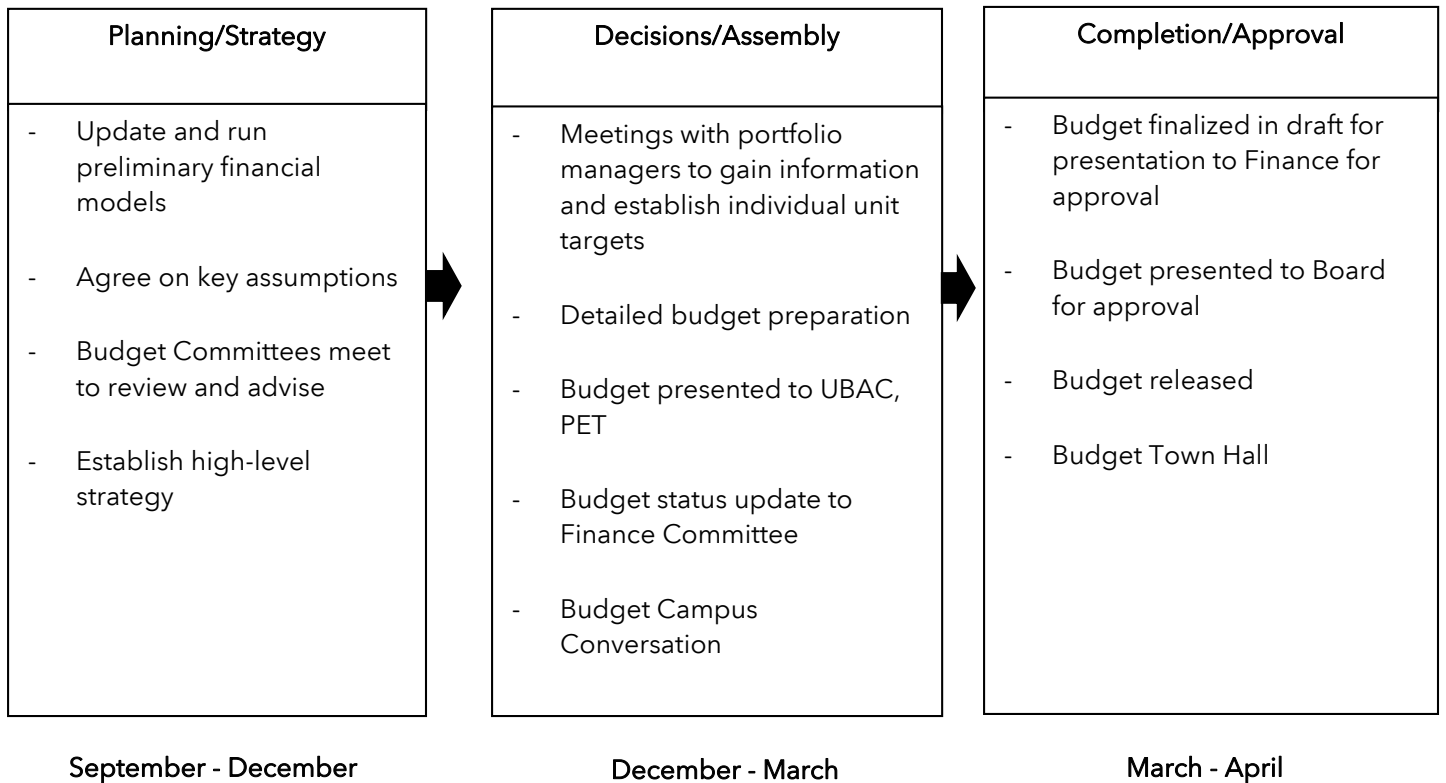 Planning/Strategy
- Update and run
preliminary financial
models
- Agree on key assumptions
- Budget Committees meet
to review and advise
- Establish high-level
strategy
September - December
Decisions/Assembly
- Meetings with portfolio
managers to gain information
and establish individual unit
targets
- Detailed budget preparation
- Budget presented to UBAC,
PET
- Budget status update to
Finance Committee
- Budget Campus
Conversation
December - March
Completion/Approval
- Budget finalized in draft for
presentation to Finance for
approval
- Budget presented to Board
for approval
- Budget released
- Budget Town Hall
March - April